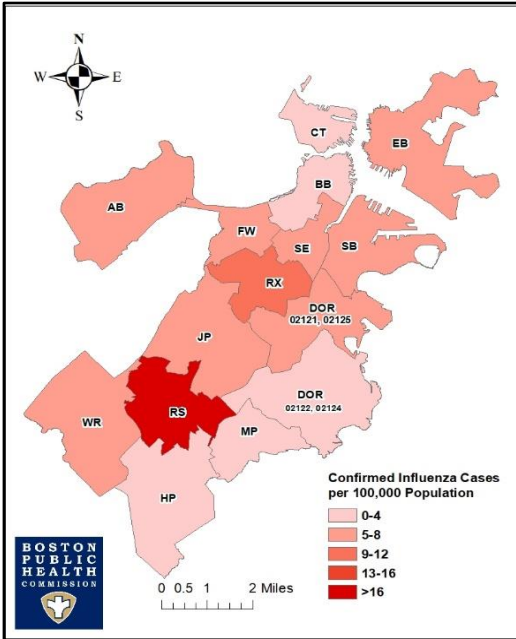 N
W E
S
CT
EB
BB
AB
FW
SE
SB
RX
DOR
02121, 02125
JP
DOR
02122, 02124
RS
WR
MP
HP
Confirmed Influenza Cases
per 100,000 Population
0-4
5-8
9-12
13-16
>16
BOSTON
PUBLIC
HEALTH
COMMISSION
0 0.5 1 2 Miles